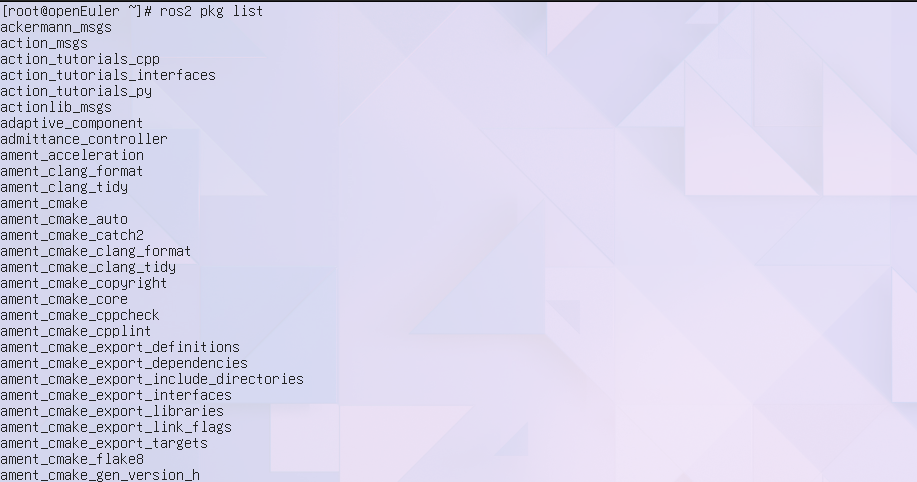 [root@openEuler ~]# ros2 pkg list
ackermann_msgs
action_msgs
action_tutorials_cpp
action_tutorials_interfaces
action_tutorials_py
actionlib_msgs
adaptive_component
admittance_controller
ament_acceleration
ament_clang_format
ament_clang_tidy
ament_cmake
ament_cmake_auto
ament_cmake_catch2
ament_cmake_clang_format
ament_cmake_clang_tidy
ament_cmake_copyright
ament_cmake_core
ament_cmake_cppcheck
ament_cmake_cpplint
ament_cmake_export_definitions
ament_cmake_export_dependencies
ament_cmake_export_include_directories
ament_cmake_export_interfaces
ament_cmake_export_libraries
ament_cmake_export_link_flags
ament_cmake_export_targets
ament_cmake_flake8
ament_cmake_gen_version_h